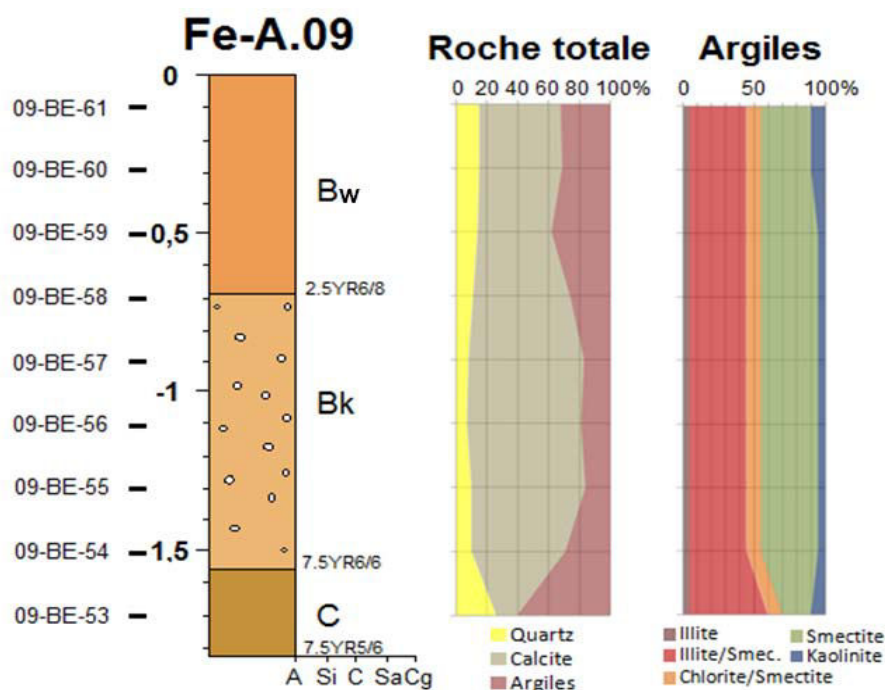 Fe-A.09
Roche totale
Argiles
0 20 40 60 80 100%
0 50 100%
0
09-BE-61
09-BE-60
Bw
09-BE-59
0,5
2.5YR6/8
09-BE-58
09-BE-57
-1
Bk
09-BE-56
09-BE-55
09-BE-54
1,5
7.5YR6/6
09-BE-53
C
7.5YR5/6
A Si C Sa Cg
Quartz
Calcite
Argiles
Illite
Illite/Smec.
Chlorite/Smectite
Smectite
Kaolinite